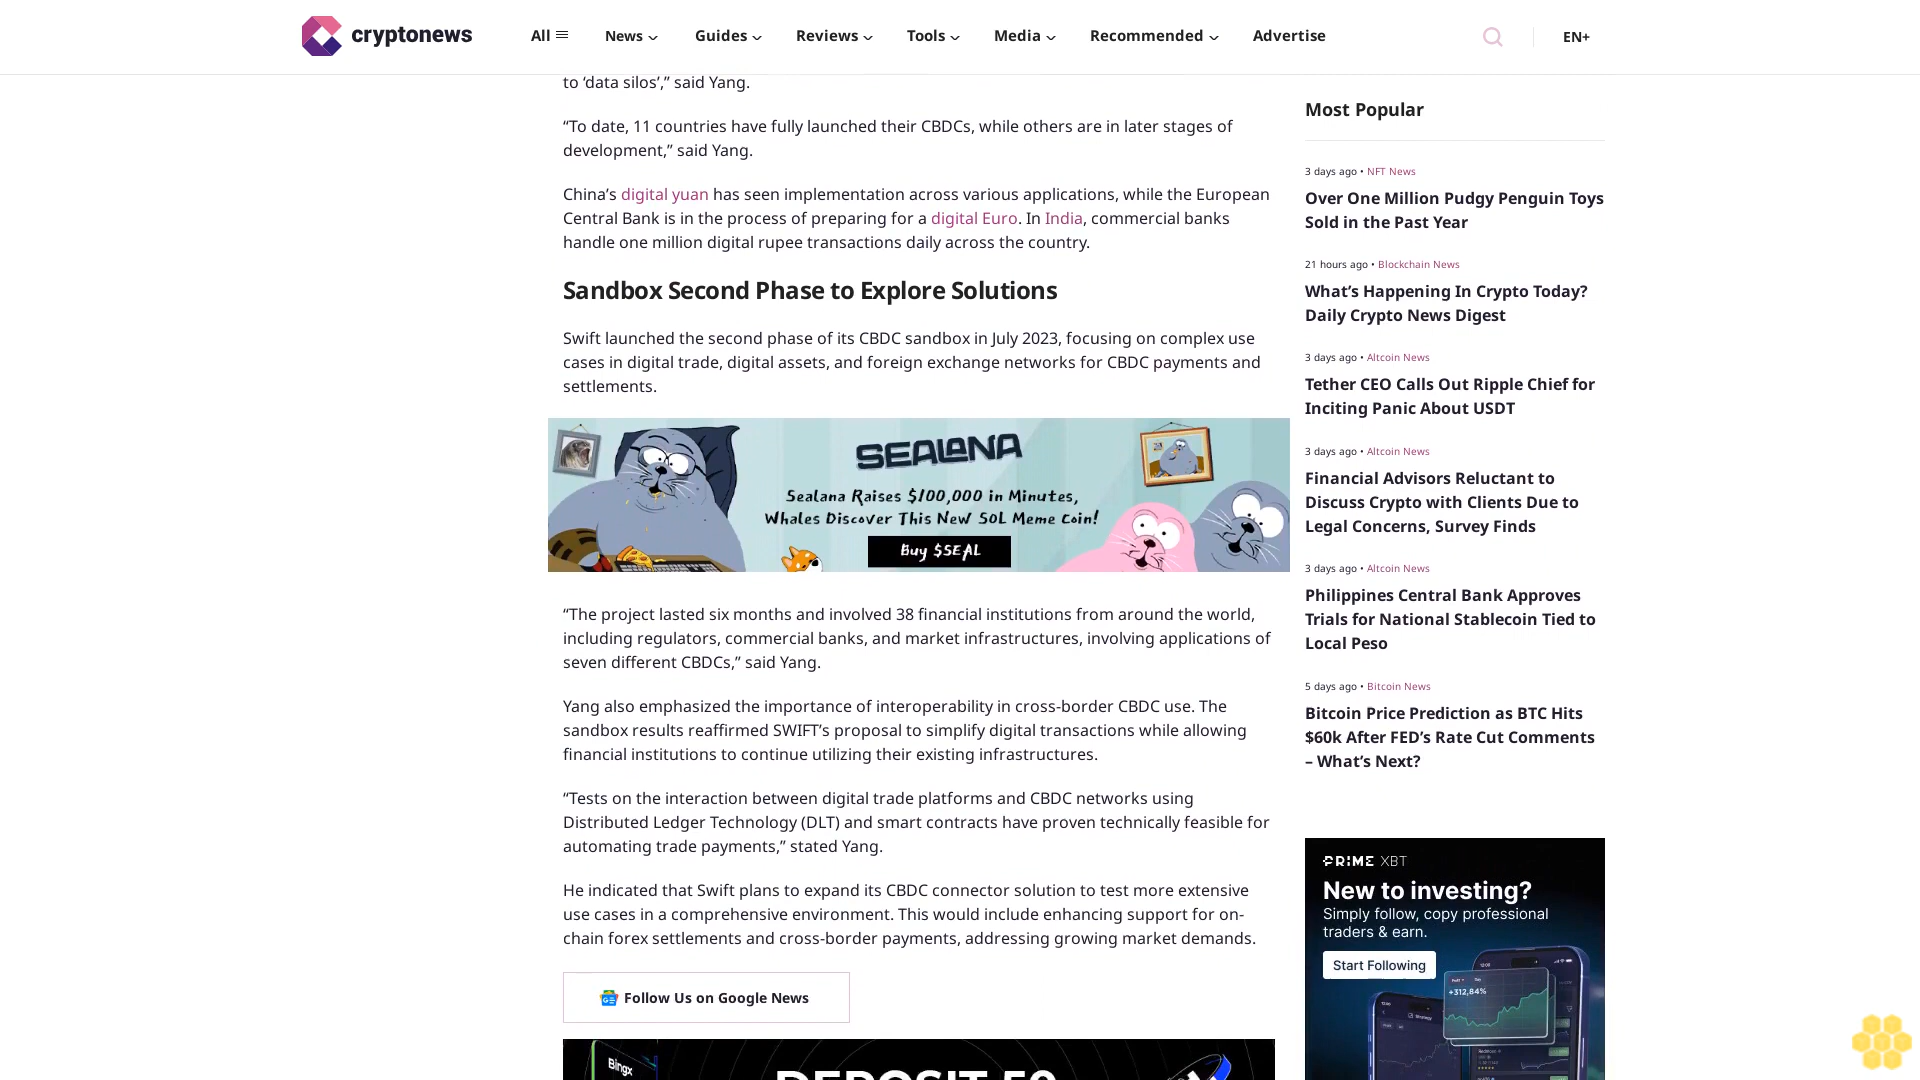 cryptonews
All
News
Guides
Reviews
Tools
Media
Recommended
Advertise
EN+
to ‘data silos’,” said Yang.
“To date, 11 countries have fully launched their CBDCs, while others are in later stages of
development,” said Yang.
China’s digital yuan has seen implementation across various applications, while the European
Central Bank is in the process of preparing for a digital Euro. In India, commercial banks
handle one million digital rupee transactions daily across the country.
Sandbox Second Phase to Explore Solutions
Swift launched the second phase of its CBDC sandbox in July 2023, focusing on complex use
cases in digital trade, digital assets, and foreign exchange networks for CBDC payments and
settlements.
SEALANA
Sealana Raises $100,000 in Minutes,
Whales Discover This New SOL Meme Coin!
Buy $SEAL
“The project lasted six months and involved 38 financial institutions from around the world,
including regulators, commercial banks, and market infrastructures, involving applications of
seven different CBDCs,” said Yang.
Yang also emphasized the importance of interoperability in cross-border CBDC use. The
sandbox results reaffirmed SWIFT’s proposal to simplify digital transactions while allowing
financial institutions to continue utilizing their existing infrastructures.
“Tests on the interaction between digital trade platforms and CBDC networks using
Distributed Ledger Technology (DLT) and smart contracts have proven technically feasible for
automating trade payments,” stated Yang.
He indicated that Swift plans to expand its CBDC connector solution to test more extensive
use cases in a comprehensive environment. This would include enhancing support for on-
chain forex settlements and cross-border payments, addressing growing market demands.
Follow Us on Google News
Bingx
DEPOSIT 50
Most Popular
3 days ago • NFT News
Over One Million Pudgy Penguin Toys
Sold in the Past Year
21 hours ago • Blockchain News
What’s Happening In Crypto Today?
Daily Crypto News Digest
3 days ago • Altcoin News
Tether CEO Calls Out Ripple Chief for
Inciting Panic About USDT
3 days ago • Altcoin News
Financial Advisors Reluctant to
Discuss Crypto with Clients Due to
Legal Concerns, Survey Finds
3 days ago • Altcoin News
Philippines Central Bank Approves
Trials for National Stablecoin Tied to
Local Peso
5 days ago • Bitcoin News
Bitcoin Price Prediction as BTC Hits
$60k After FED’s Rate Cut Comments
– What’s Next?
PRIME XBT
New to investing?
Simply follow, copy professional
traders & earn.
Start Following
+312,84%